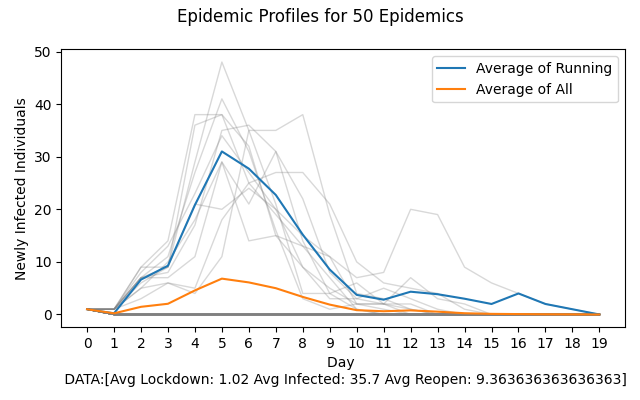 Epidemic Profiles for 50 Epidemics
50
40
30
20
10
0
Newly Infected Individuals
Average of Running
Average of All
0 1 2 3 4 5 6 7 8 9 10 11 12 13 14 15 16 17 18 19
Day
DATA:[Avg Lockdown: 1.02 Avg Infected: 35.7 Avg Reopen: 9.363636363636363]